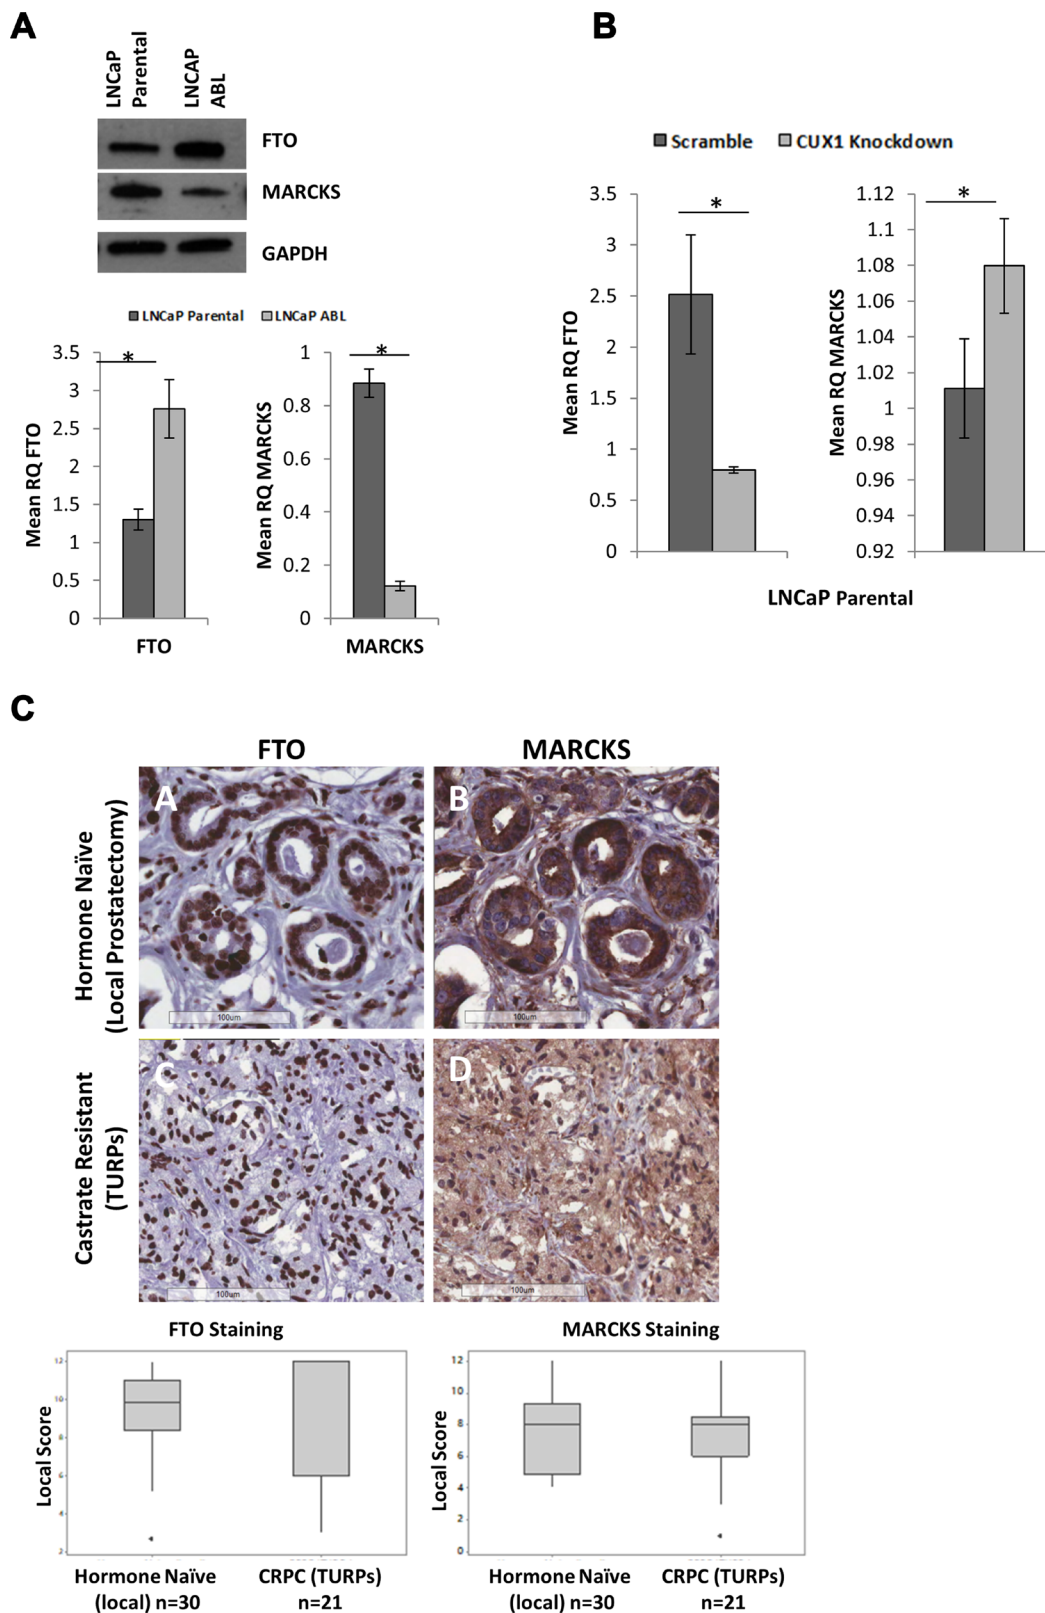 A
LNCaP
Parental
LNCAP
ABL
FTO
MARCKS
GAPDH
LNCaP Parental LNCaP ABL
Mean RQ FTO
3.5
3
2.5
2
1.5
1
0.5
0
*
FTO
Mean RQ MARCKS
1
0.8
0.6
0.4
0.2
0
*
MARCKS
B
Scramble CUX1 Knockdown
Mean RQ FTO
3.5
3
2.5
2
1.5
1
0.5
0
*
Mean RQ MARCKS
1.12
1.1
1.08
1.06
1.04
1.02
1
0.98
0.96
0.94
0.92
*
LNCaP Parental
C
FTO
MARCKS
Hormone Naïve
(Local Prostatectomy)
A
100um
B
100um
Castrate Resistant
(TURPs)
C
100um
D
100um
FTO Staining
Local Score
12
10
8
6
4
2
Hormone Naïve
(local) n=30
CRPC (TURPs)
n=21
MARCKS Staining
Local Score
12
10
8
6
4
2
0
Hormone Naïve
(local) n=30
CRPC (TURPs)
n=21